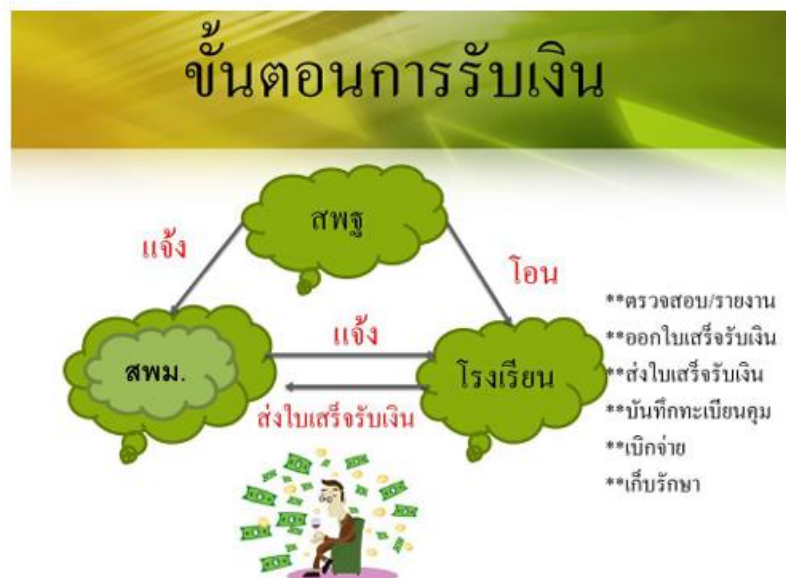 ขั้นตอนการรับเงิน
สพฐ
แจ้ง
โอน
สพม.
แจ้ง
โรงเรียน
ส่งใบเสร็จรับเงิน
**ตรวจสอบ/รายงาน
**ออกใบเสร็จรับเงิน
**ส่งใบเสร็จรับเงิน
**บันทึกทะเบียนคุม
**เบิกจ่าย
**เก็บรักษา